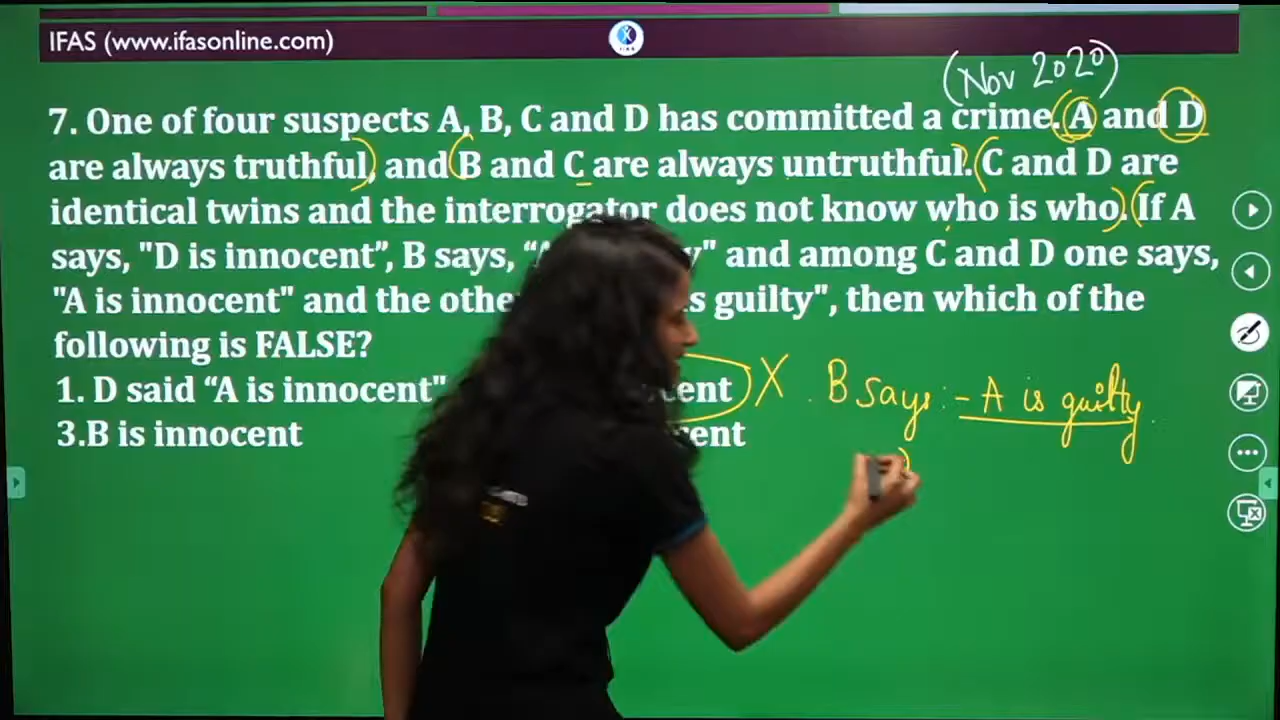 IFAS (www.ifasonline.com)
(Nov 2020)
7. One of four suspects A, B, C and D has committed a crime. A and D
are always truthful, and B and C are always untruthful. C and D are
identical twins and the interrogator does not know who is who. If A
says, "D is innocent”, B says, “ y" and among C and D one says,
"A is innocent" and the othe s guilty", then which of the
following is FALSE?
1. D said “A is innocent" cent X . B says :- A is guilty
3.B is innocent cent